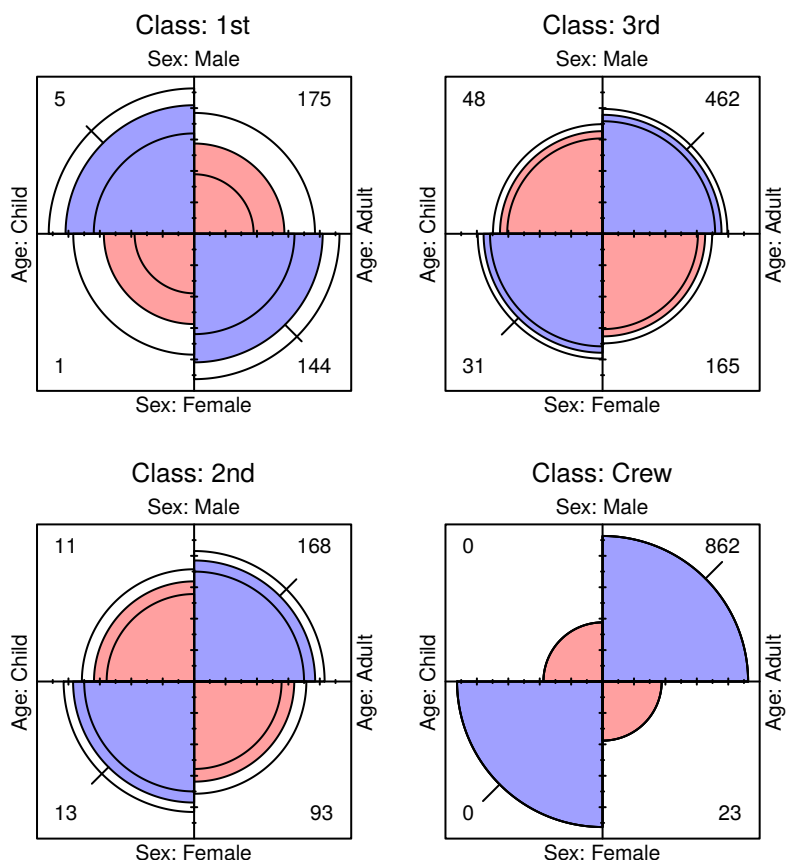 Class: 1st
Sex: Male
5
175
Age: Child
Age: Adult
1
144
Sex: Female
Class: 3rd
Sex: Male
48
462
Age: Child
Age: Adult
31
165
Sex: Female
Class: 2nd
Sex: Male
11
168
Age: Child
Age: Adult
13
93
Sex: Female
Class: Crew
Sex: Male
0
862
Age: Child
Age: Adult
0
23
Sex: Female